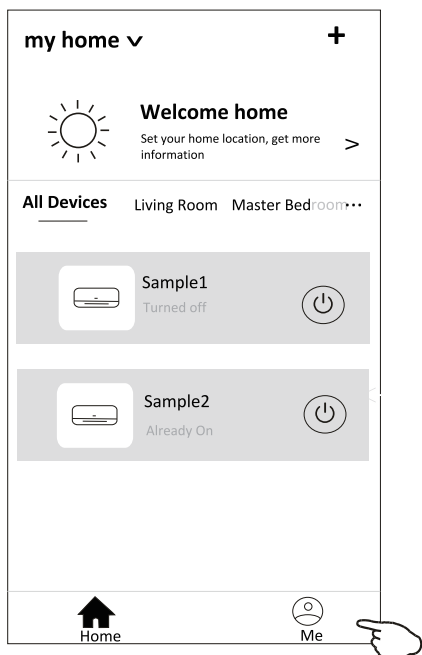 my home
+
Welcome home
Set your home location, get more
information
>
All Devices Living Room Master Bedroom...
Sample1
Turned off
Sample2
Already On
Home
Me